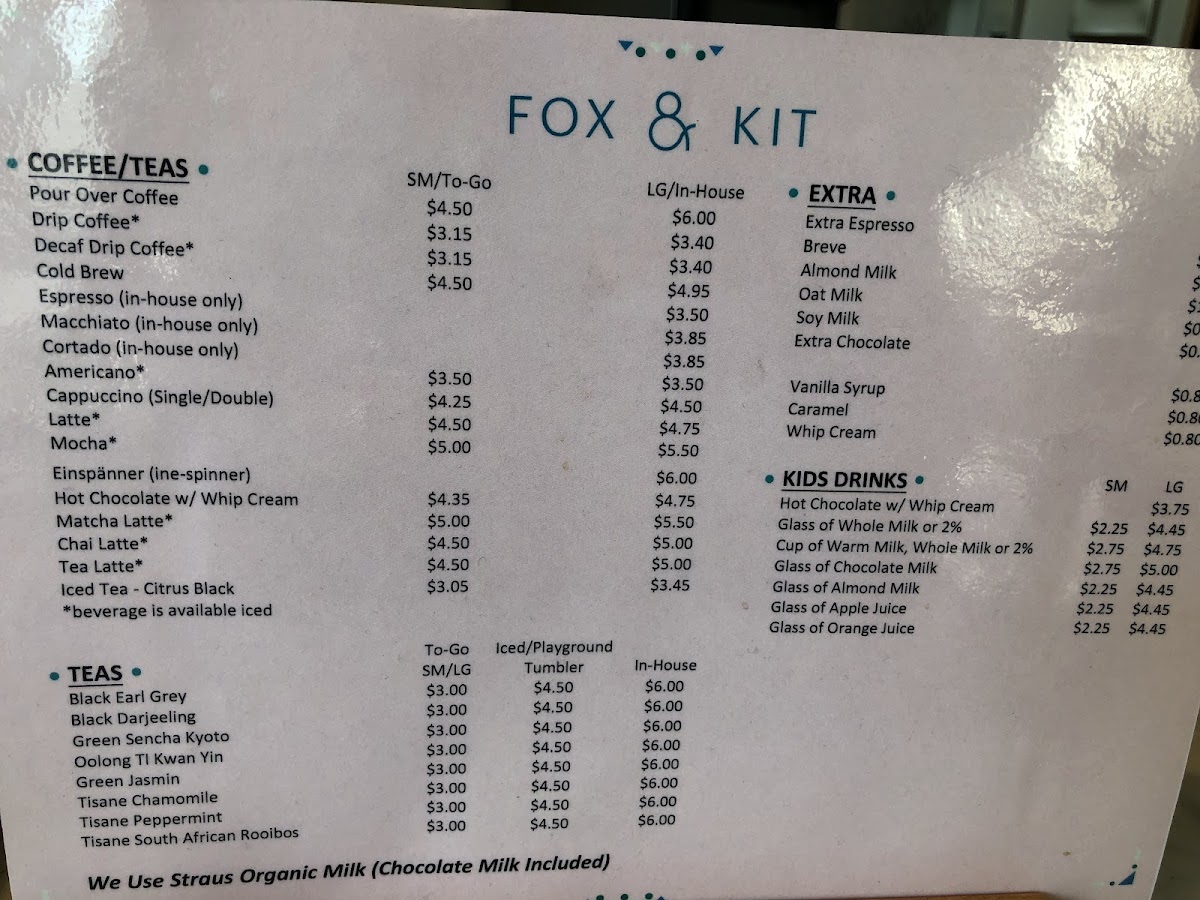 FOX & KIT
COFFEE/TEAS
SM/To-Go LG/In-House
Pour Over Coffee $4.50 $6.00
Drip Coffee* $3.15 $3.40
Decaf Drip Coffee* $3.15 $3.40
Cold Brew $4.50 $4.95
Espresso (in-house only) $3.50
Macchiato (in-house only) $3.85
Cortado (in-house only) $3.85
Americano* $3.50 $3.50
Cappuccino (Single/Double) $4.25 $4.50
Latte* $4.50 $4.75
Mocha* $5.00 $5.50
Einspänner (ine-spinner) $6.00
Hot Chocolate w/ Whip Cream $4.35 $4.75
Matcha Latte* $5.00 $5.50
Chai Latte* $4.50 $5.00
Tea Latte* $4.50 $5.00
Iced Tea - Citrus Black $3.05 $3.45
*beverage is available iced
TEAS
To-Go Iced/Playground
SM/LG Tumbler In-House
Black Earl Grey $3.00 $4.50 $6.00
Black Darjeeling $3.00 $4.50 $6.00
Green Sencha Kyoto $3.00 $4.50 $6.00
Oolong TI Kwan Yin $3.00 $4.50 $6.00
Green Jasmin $3.00 $4.50 $6.00
Tisane Chamomile $3.00 $4.50 $6.00
Tisane Peppermint $3.00 $4.50 $6.00
Tisane South African Rooibos $3.00 $4.50 $6.00
We Use Straus Organic Milk (Chocolate Milk Included)
EXTRA
Extra Espresso
Breve
Almond Milk
Oat Milk
Soy Milk
Extra Chocolate
Vanilla Syrup
Caramel
Whip Cream $0.80
KIDS DRINKS
SM LG
Hot Chocolate w/ Whip Cream $3.75
Glass of Whole Milk or 2% $2.25 $4.45
Cup of Warm Milk, Whole Milk or 2% $2.75 $4.75
Glass of Chocolate Milk $2.75 $5.00
Glass of Almond Milk $2.25 $4.45
Glass of Apple Juice $2.25 $4.45
Glass of Orange Juice $2.25 $4.45